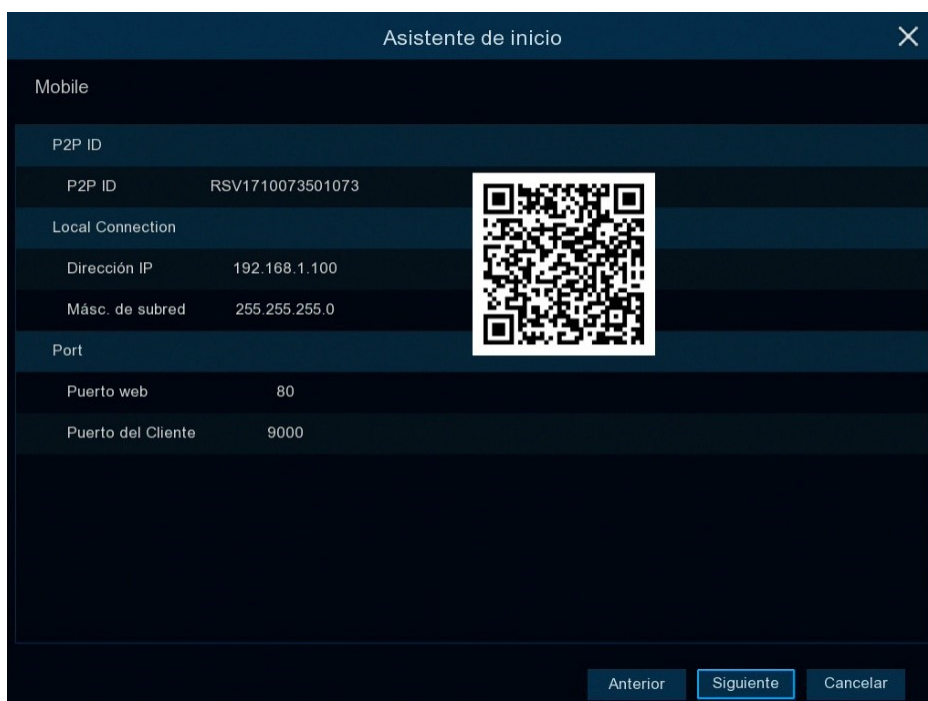 Asistente de inicio
Mobile
P2P ID
P2P ID RSV1710073501073
Local Connection
Dirección IP 192.168.1.100
Másc. de subred 255.255.255.0
Port
Puerto web 80
Puerto del Cliente 9000
Anterior Siguiente Cancelar